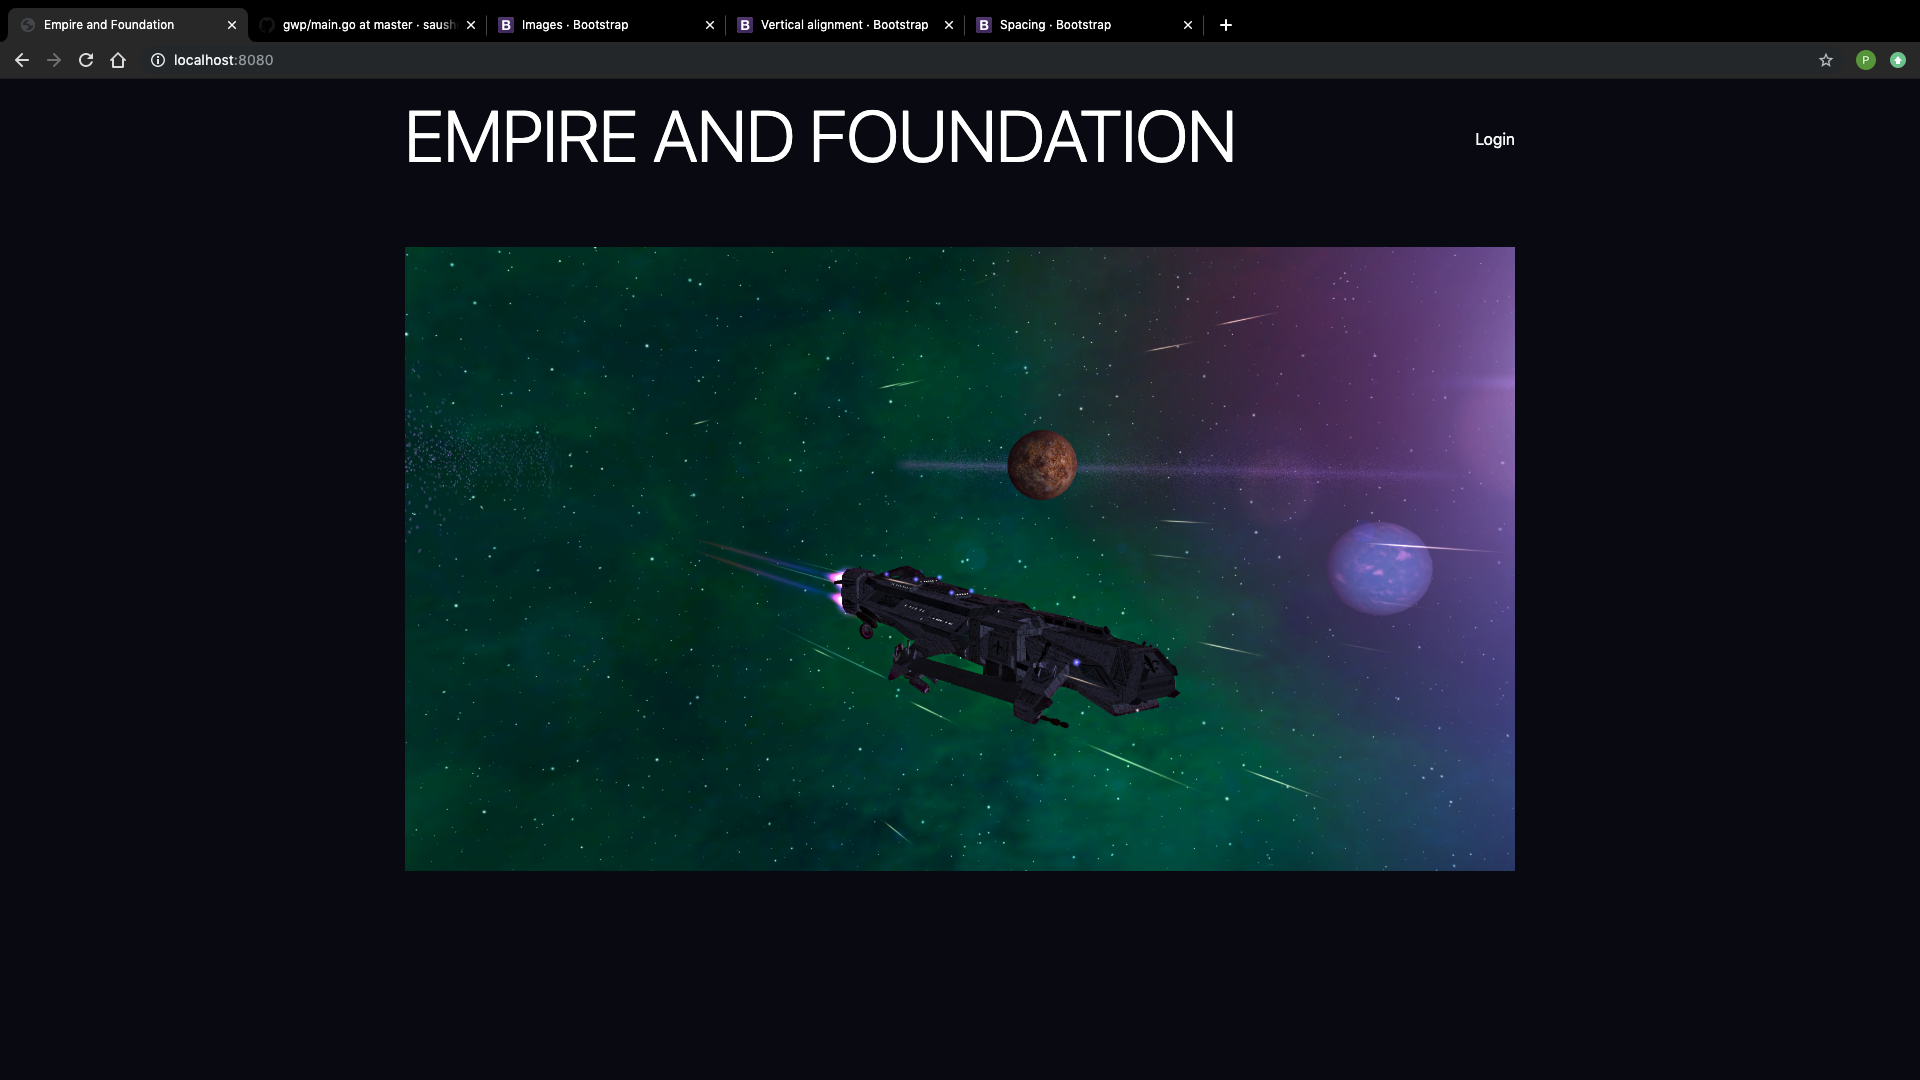 Empire and Foundation
gwp/main.go at master · saush
Images · Bootstrap
Vertical alignment · Bootstrap
Spacing · Bootstrap
localhost:8080
P
EMPIRE AND FOUNDATION
Login